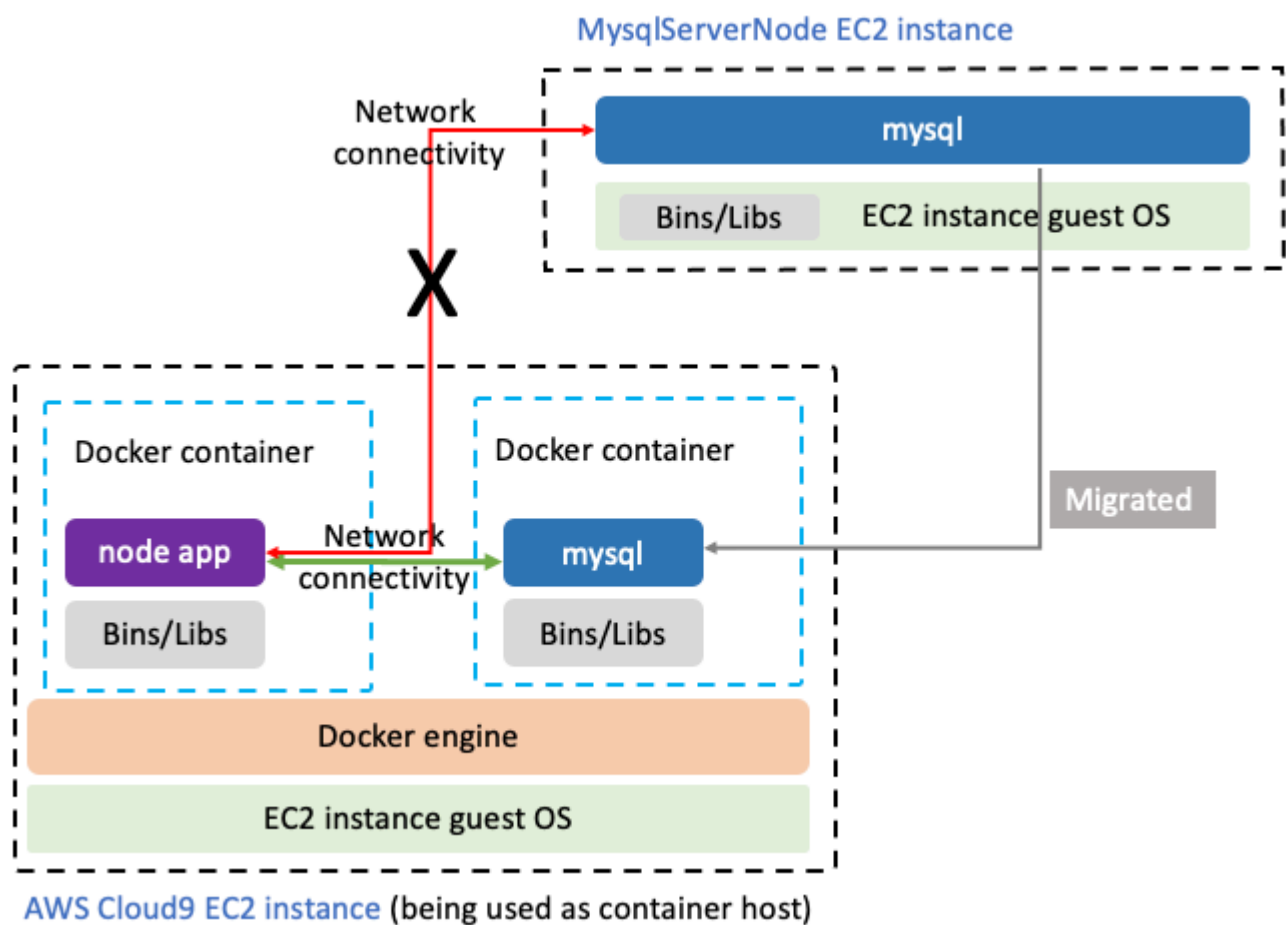 MysqlServerNode EC2 instance
Network
connectivity
mysql
Bins/Libs
EC2 instance guest OS
X
Docker container
Docker container
Migrated
node app
Network
connectivity
mysql
Bins/Libs
Bins/Libs
Docker engine
EC2 instance guest OS
AWS Cloud9 EC2 instance (being used as container host)